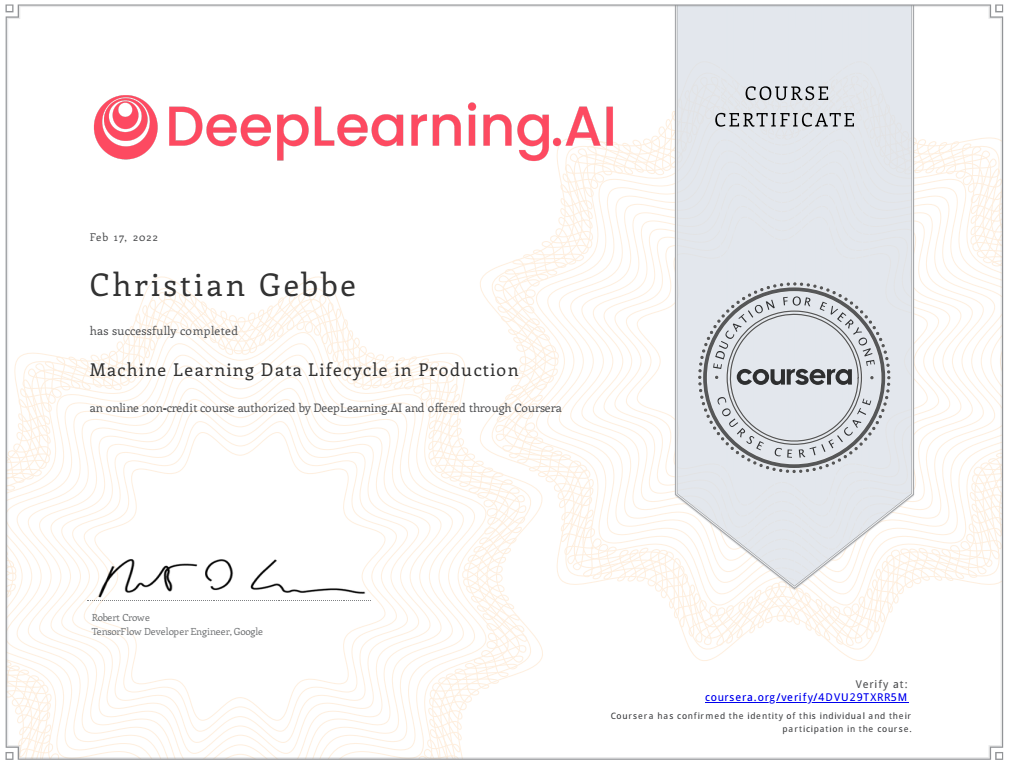 DeepLearning.AI
COURSE
CERTIFICATE
Feb 17, 2022
Christian Gebbe
has successfully completed
Machine Learning Data Lifecycle in Production
an online non-credit course authorized by DeepLearning.AI and offered through Coursera
EDUCATION FOR EVERYONE
coursera
COURSE CERTIFICATE
Robert Crowe
TensorFlow Developer Engineer, Google
Verify at:
coursera.org/verify/4DVU29TXRR5M
Coursera has confirmed the identity of this individual and their
participation in the course.